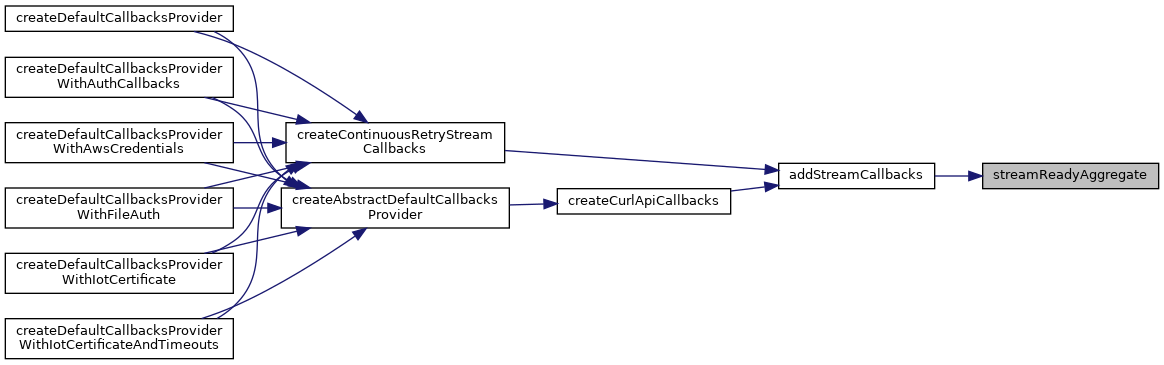 createDefaultCallbacksProvider
createDefaultCallbacksProvider
WithAuthCallbacks
createDefaultCallbacksProvider
WithAwsCredentials
createDefaultCallbacksProvider
WithFileAuth
createDefaultCallbacksProvider
WithIotCertificate
createDefaultCallbacksProvider
WithIotCertificateAndTimeouts
createContinuousRetryStream
Callbacks
createAbstractDefaultCallbacks
Provider
createCurlApiCallbacks
addStreamCallbacks
streamReadyAggregate